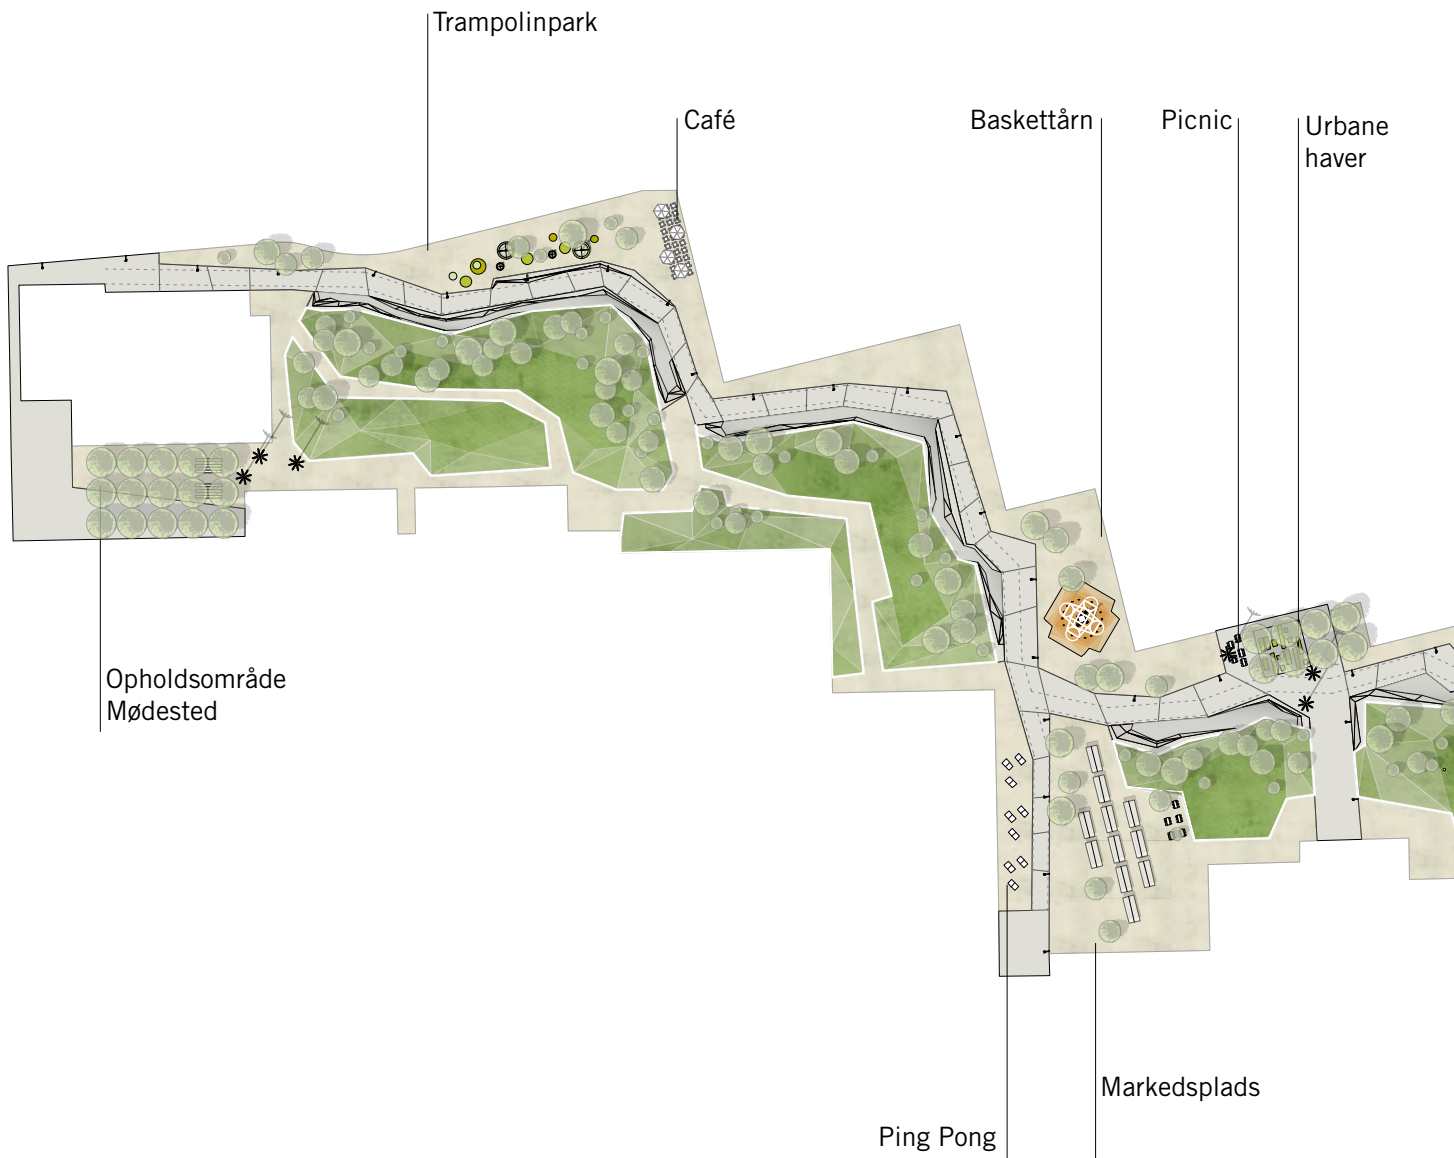 Trampolinpark
Café
Baskettårn
Picnic
Urbane
haver
Opholdsområde
Mødested
Markedsplads
Ping Pong